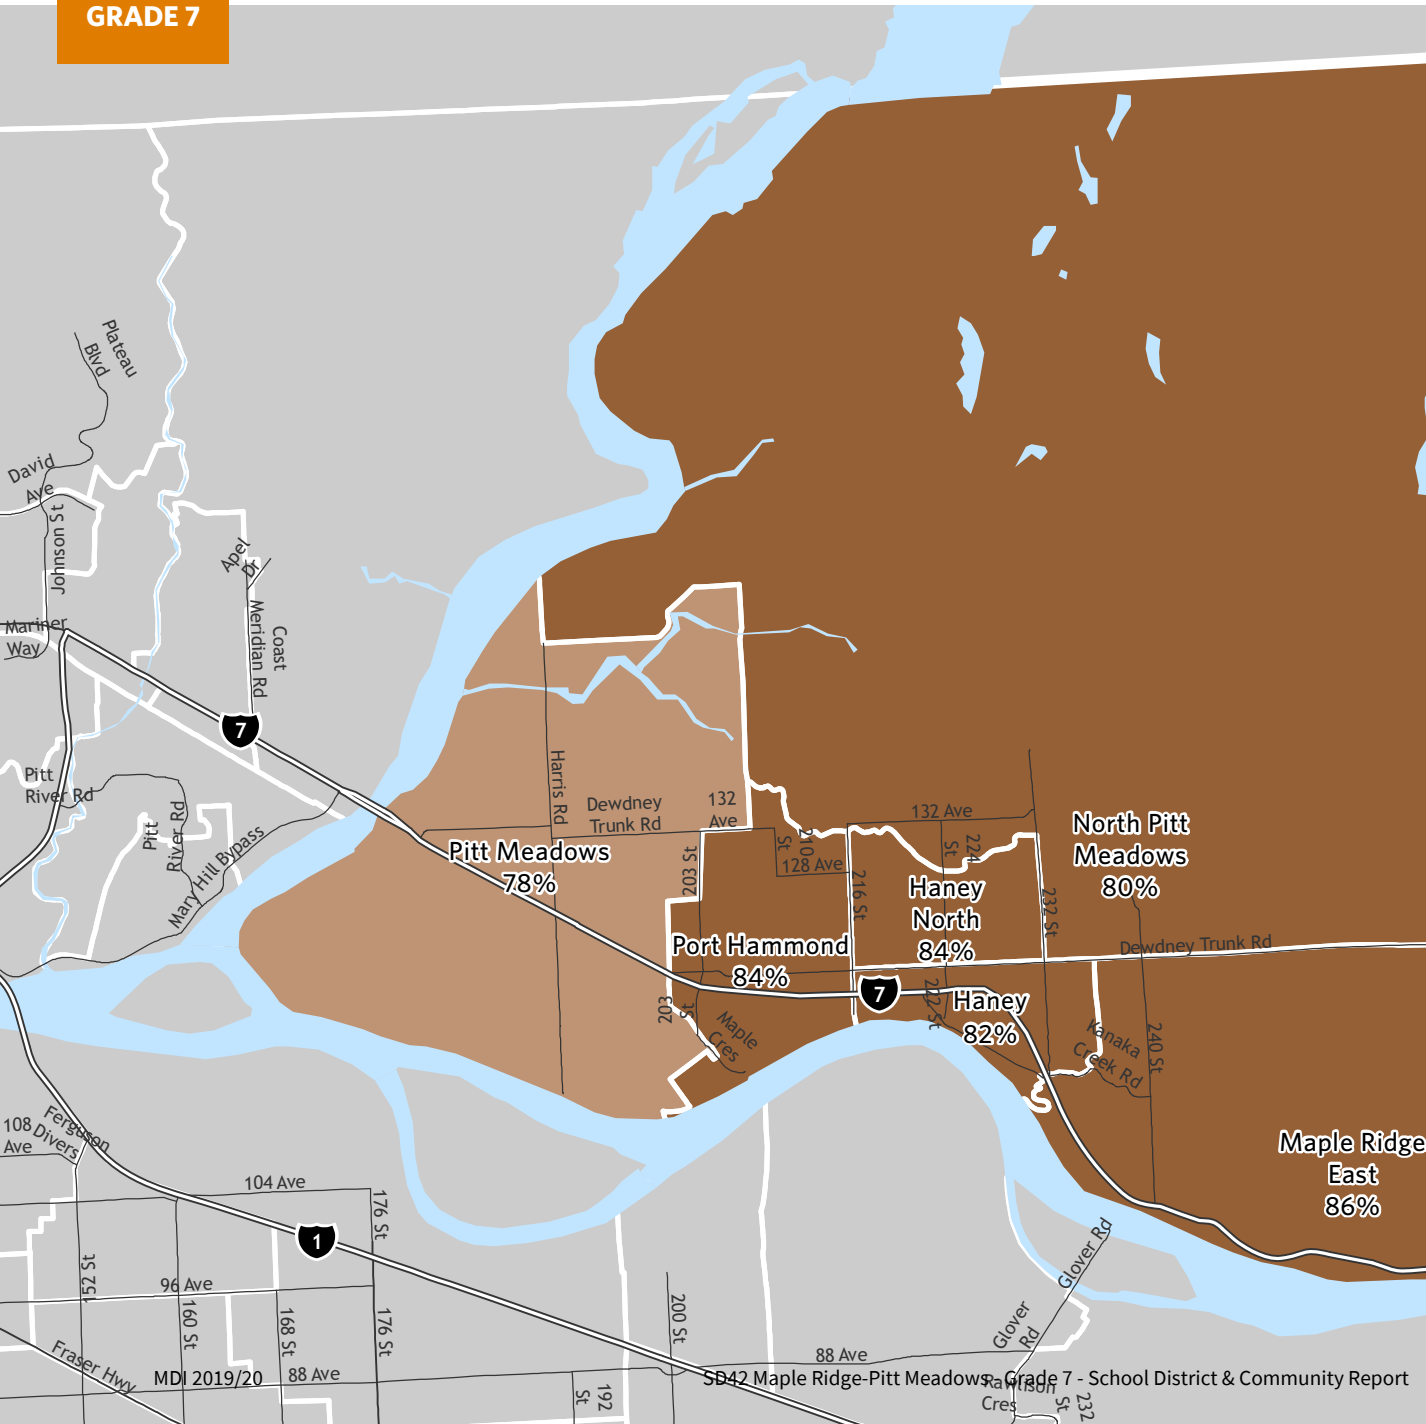 GRADE 7
Plateau
Blvd
David
Ave
Johnson St
Apel
Dr
Mariner
Way
Coast
Meridian Rd
7
Pitt
River Rd
Pitt
River Rd
Mary Hill Bypass
Harris Rd
Dewdney
Trunk Rd
132
Ave
203 St
210
St
128 Ave
132 Ave
224
St
216 St
232 St
Pitt Meadows
78%
North Pitt
Meadows
80%
Haney
North
84%
Port Hammond
84%
Dewdney Trunk Rd
7
203
St
Maple
Cres
222 St
Haney
82%
Kanaka
Creek Rd
240 St
Maple Ridge
East
86%
108
Ave
Ferguson
Divers
104 Ave
176 St
1
152 St
96 Ave
160 St
168 St
176 St
200 St
Glover Rd
Glover
Rd
Fraser Hwy
88 Ave
88 Ave
192
St
Rawlison
Cres
232
St
MDI 2019/20
SD42 Maple Ridge-Pitt Meadows - Grade 7 - School District & Community Report